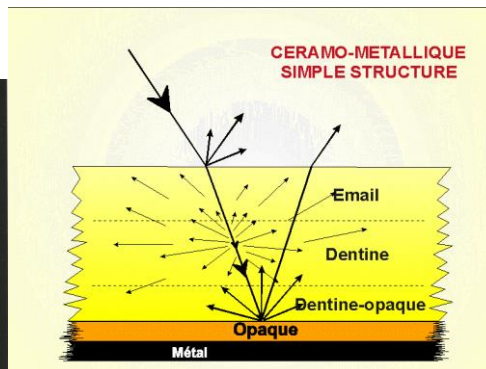 CERAMO-METALLIQUE
SIMPLE STRUCTURE
Email
Dentine
Dentine-opaque
Opaque
Métal